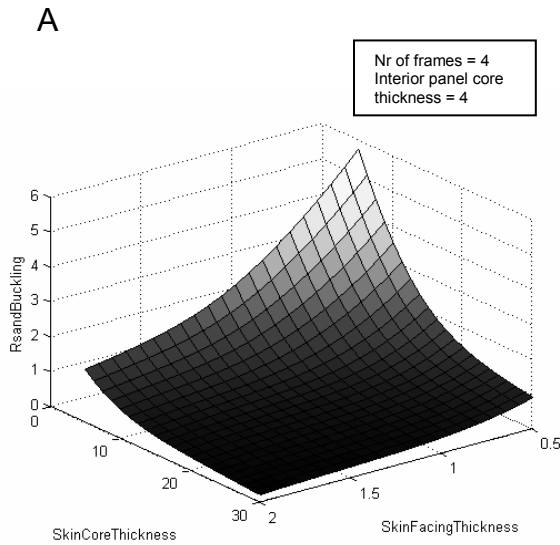 A
Nr of frames = 4
Interior panel core
thickness = 4
6
5
4
3
2
1
0
RsandBuckling
0
10
20
30
SkinCoreThickness
2
1.5
1
0.5
SkinFacingThickness